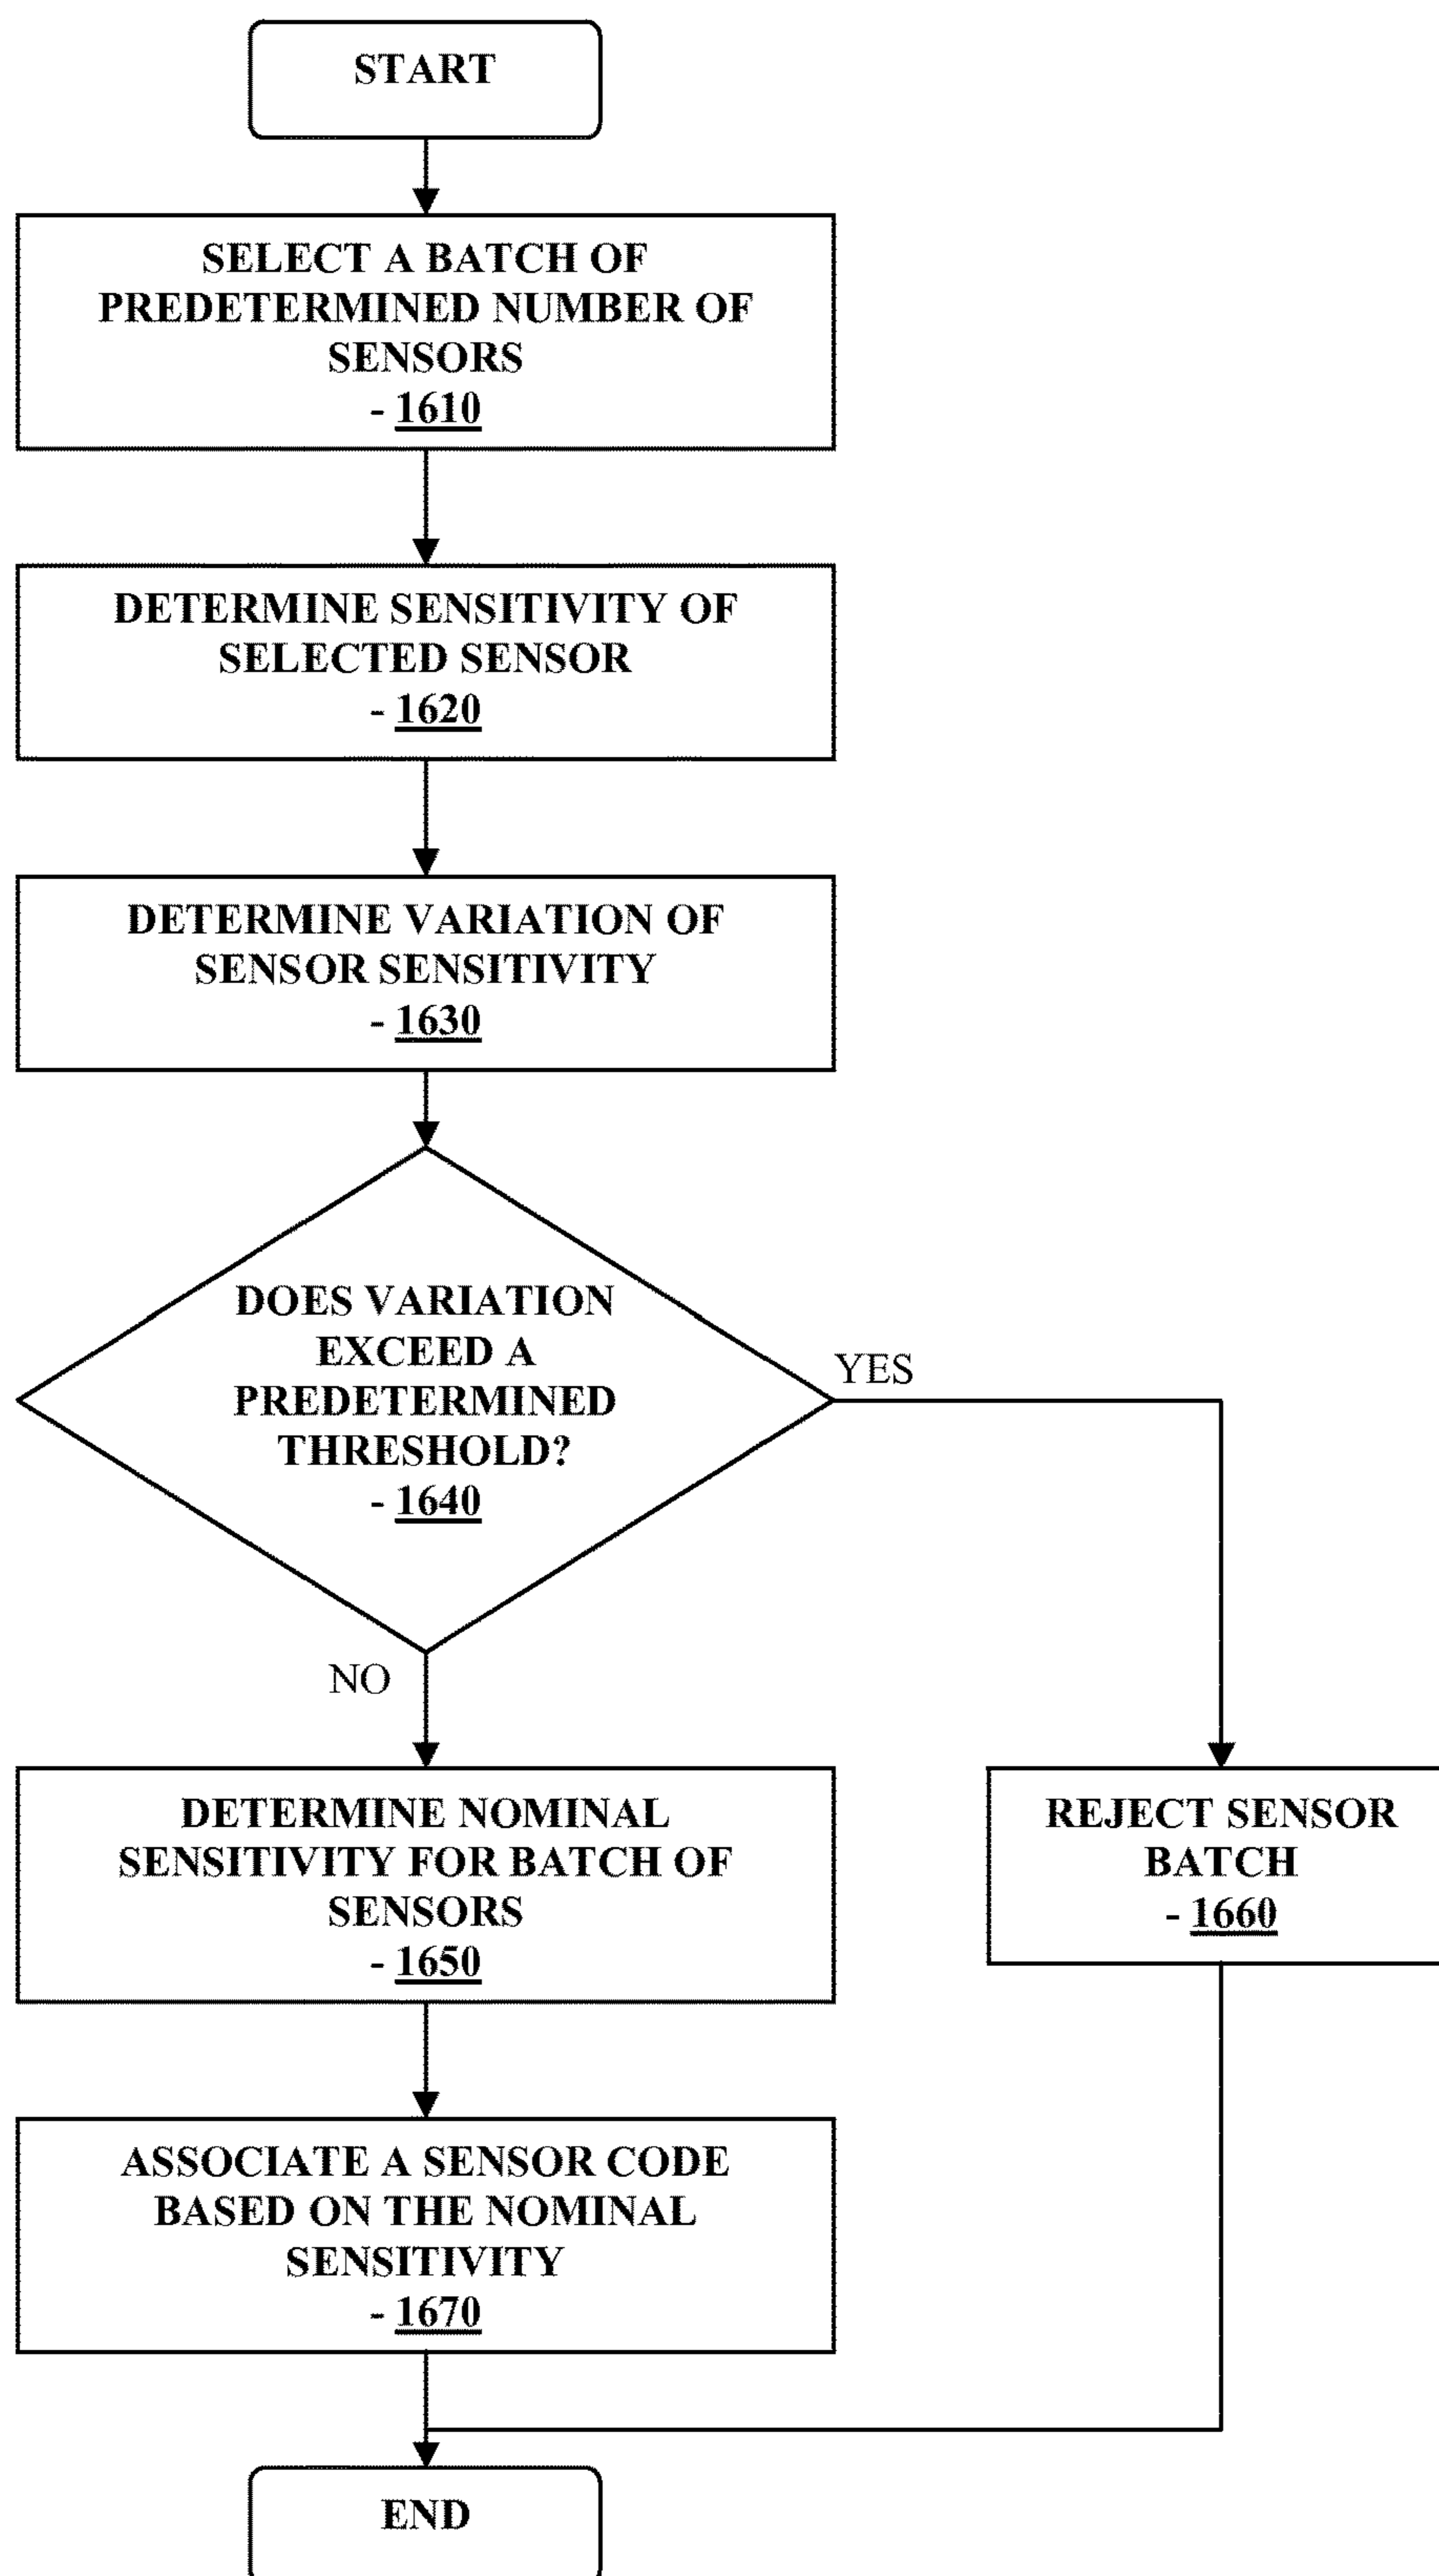 START
SELECT A BATCH OF
PREDETERMINED NUMBER OF
SENSORS
- 1610
DETERMINE SENSITIVITY OF
SELECTED SENSOR
- 1620
DETERMINE VARIATION OF
SENSOR SENSITIVITY
- 1630
DOES VARIATION
EXCEED A
PREDETERMINED
THRESHOLD?
- 1640
YES
NO
DETERMINE NOMINAL
SENSITIVITY FOR BATCH OF
SENSORS
- 1650
REJECT SENSOR
BATCH
- 1660
ASSOCIATE A SENSOR CODE
BASED ON THE NOMINAL
SENSITIVITY
- 1670
END